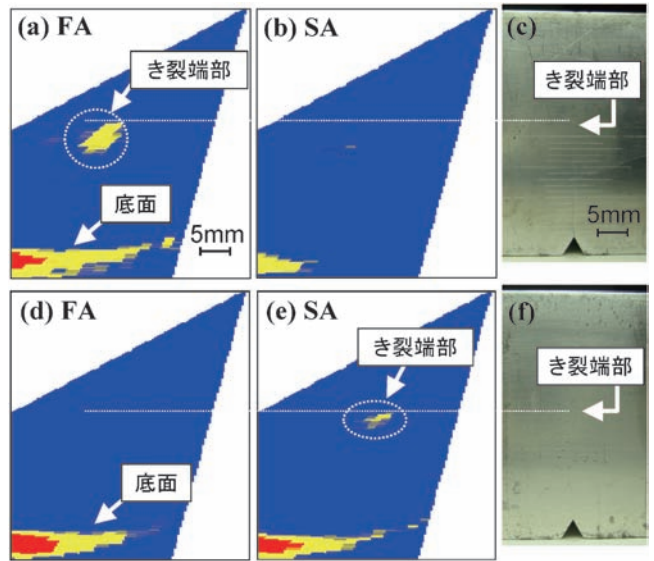 (a) FA
き裂端部
底面
5mm
(b) SA
(c)
き裂端部
5mm
(d) FA
底面
(e) SA
き裂端部
(f)
き裂端部